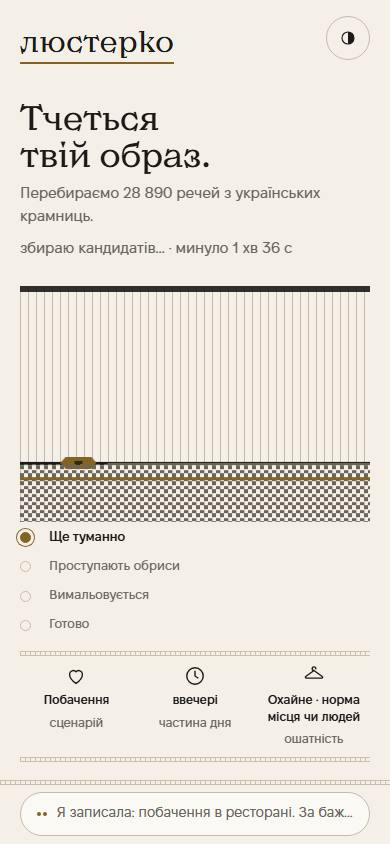 люстерко
Тчеться
твій образ.
Перебираємо 28 890 речей з українських
крамниць.
збираю кандидатів... · минуло 1 хв 36 с
Ще туманно
Проступають обриси
Вимальовується
Готово
Побачення
сценарій
ввечері
частина дня
Охайне · норма
місця чи людей
ошатність
Я записала: побачення в ресторані. За баж...